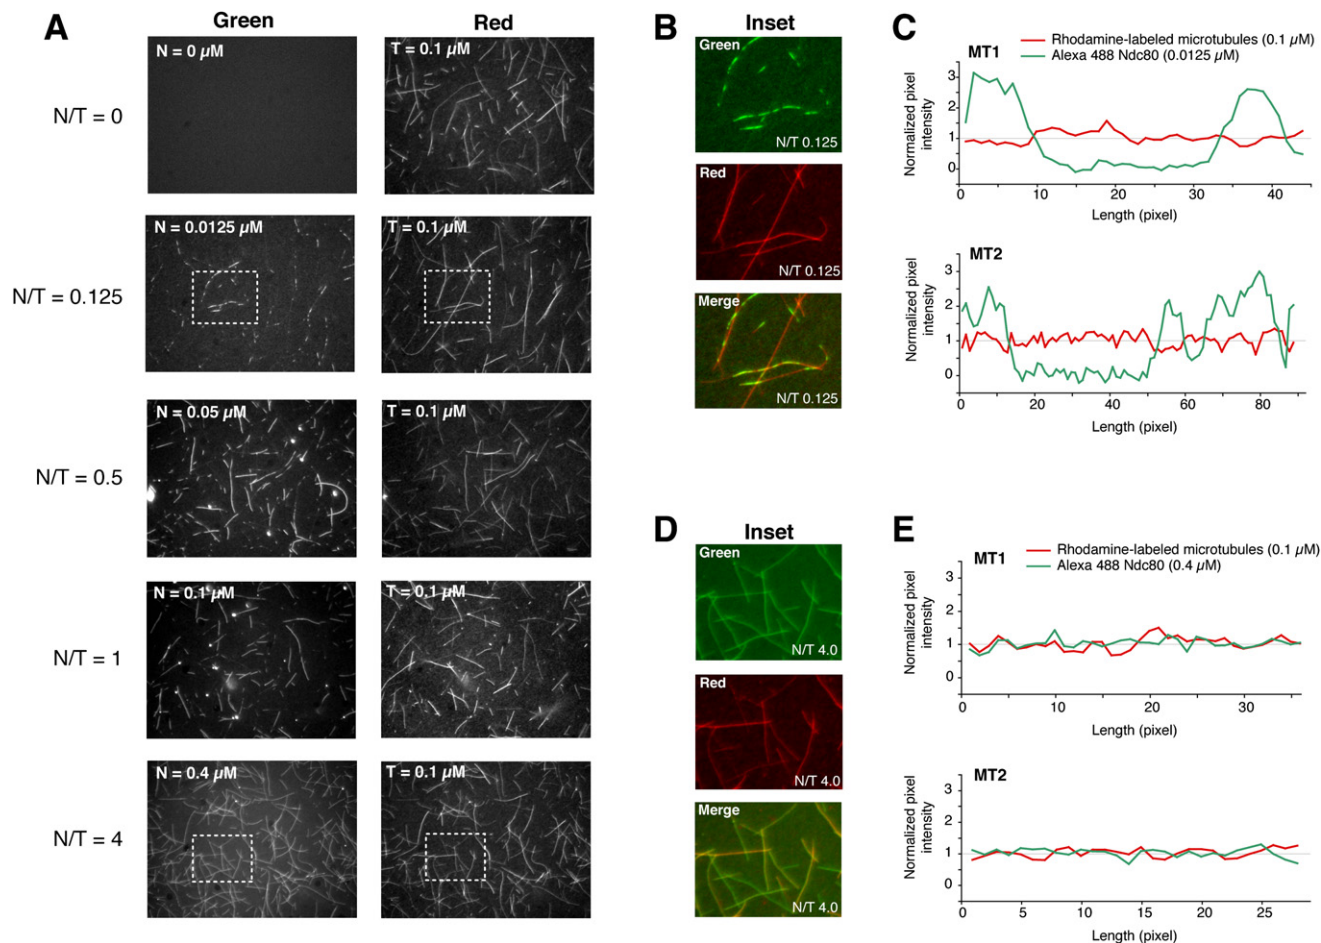 A
Green
Red
N/T = 0
N = 0 µM
T = 0.1 µM
N/T = 0.125
N = 0.0125 µM
T = 0.1 µM
N/T = 0.5
N = 0.05 µM
T = 0.1 µM
N/T = 1
N = 0.1 µM
T = 0.1 µM
N/T = 4
N = 0.4 µM
T = 0.1 µM
B
Inset
Green
N/T 0.125
Red
N/T 0.125
Merge
N/T 0.125
C
MT1
Rhodamine-labeled microtubules (0.1 µM)
Alexa 488 Ndc80 (0.0125 µM)
Normalized pixel
intensity
3
2
1
0
0 10 20 30 40
Length (pixel)
MT2
Normalized pixel
intensity
3
2
1
0
0 20 40 60 80
Length (pixel)
D
Inset
Green
N/T 4.0
Red
N/T 4.0
Merge
N/T 4.0
E
MT1
Rhodamine-labeled microtubules (0.1 µM)
Alexa 488 Ndc80 (0.4 µM)
Normalized pixel
intensity
3
2
1
0
0 10 20 30
Length (pixel)
MT2
Normalized pixel
intensity
3
2
1
0
0 5 10 15 20 25
Length (pixel)